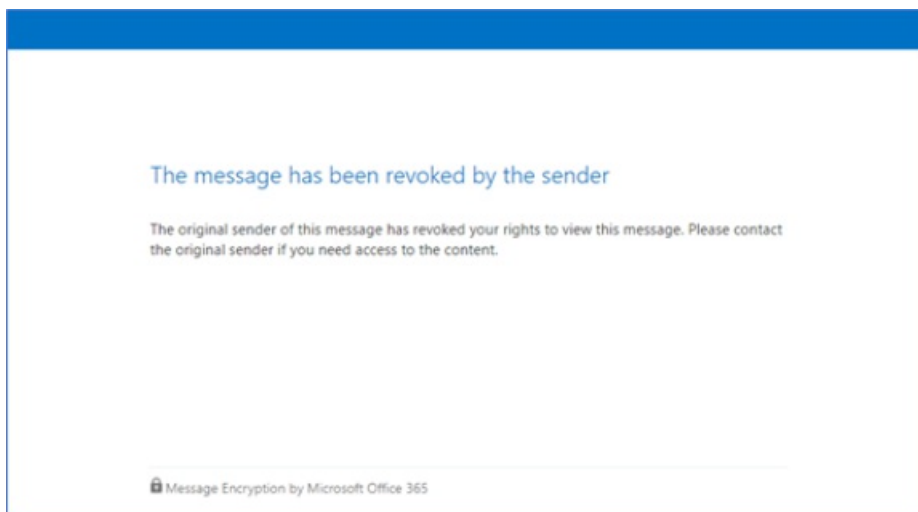 The message has been revoked by the sender
The original sender of this message has revoked your rights to view this message. Please contact
the original sender if you need access to the content.
Message Encryption by Microsoft Office 365